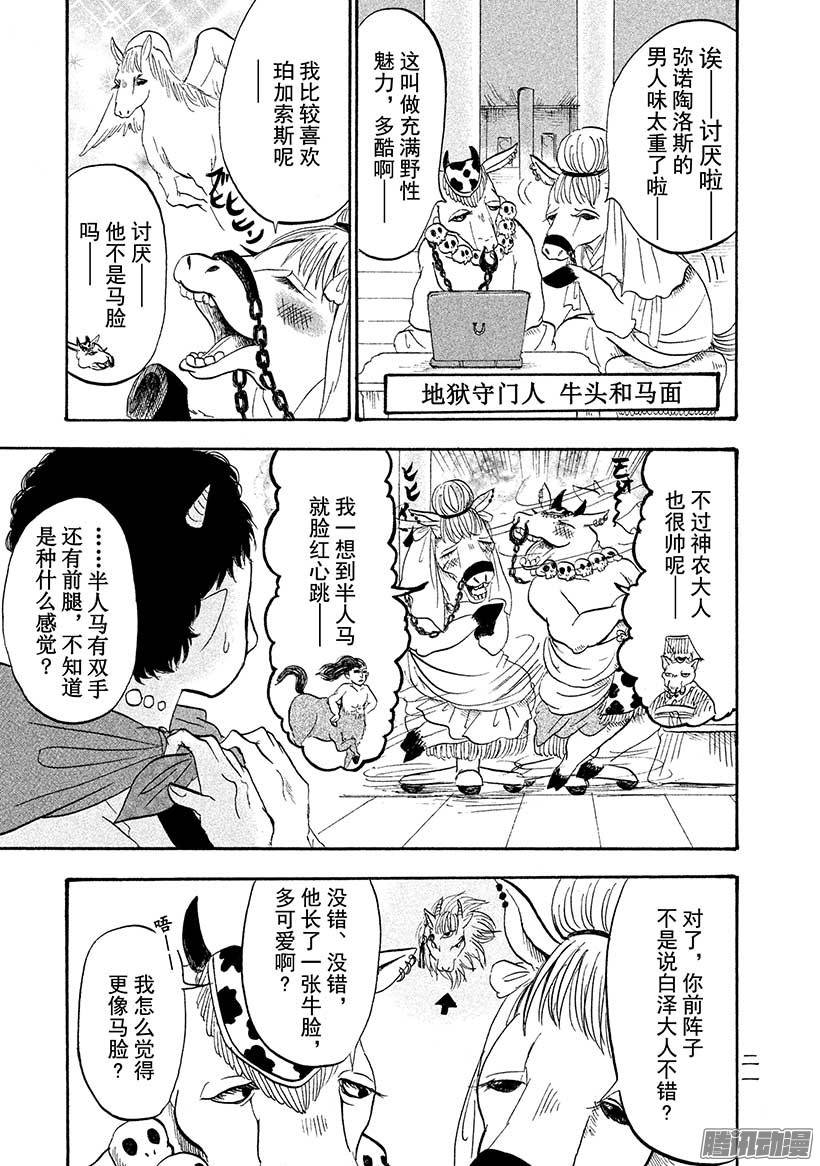 诶——讨厌啦——
弥诺陶洛斯的
男人味太重了啦——
这叫做充满野性
魅力，多酷啊——
地狱守门人 牛头和马面
我比较喜欢
珀加索斯呢
——
ヒヒン
讨厌——
他不是马脸
吗——
不过神农大人
也很帅呢——
モ
我一想到半人马
就脸红心跳
——
……半人马有双手
还有前腿，不知道
是种什么感觉？
对了，你前阵子
不是说白泽大人不错？
没错、没错，
他长了一张牛脸，
多可爱啊？
唔——
我怎么觉得
更像马脸？
二一
腾讯动漫